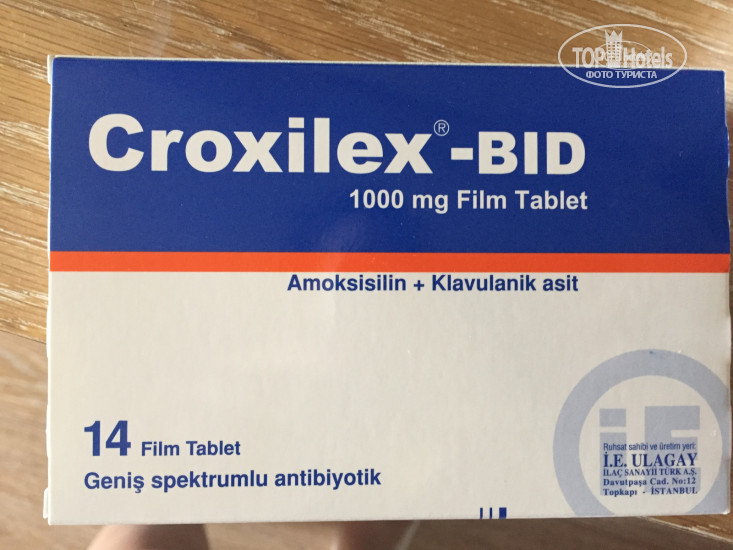 TOP Hotels
ФОТО ТУРИСТА
Croxilex®-BID
1000 mg Film Tablet
Amoksisilin + Klavulanik asit
14 Film Tablet
Geniş spektrumlu antibiyotik
İE
Ruhsat sahibi ve üretim yeri:
İ.E. ULAGAY
İLAÇ SANAYİİ TÜRK A.Ş.
Davutpaşa Cad. No:12
Topkapı - İSTANBUL